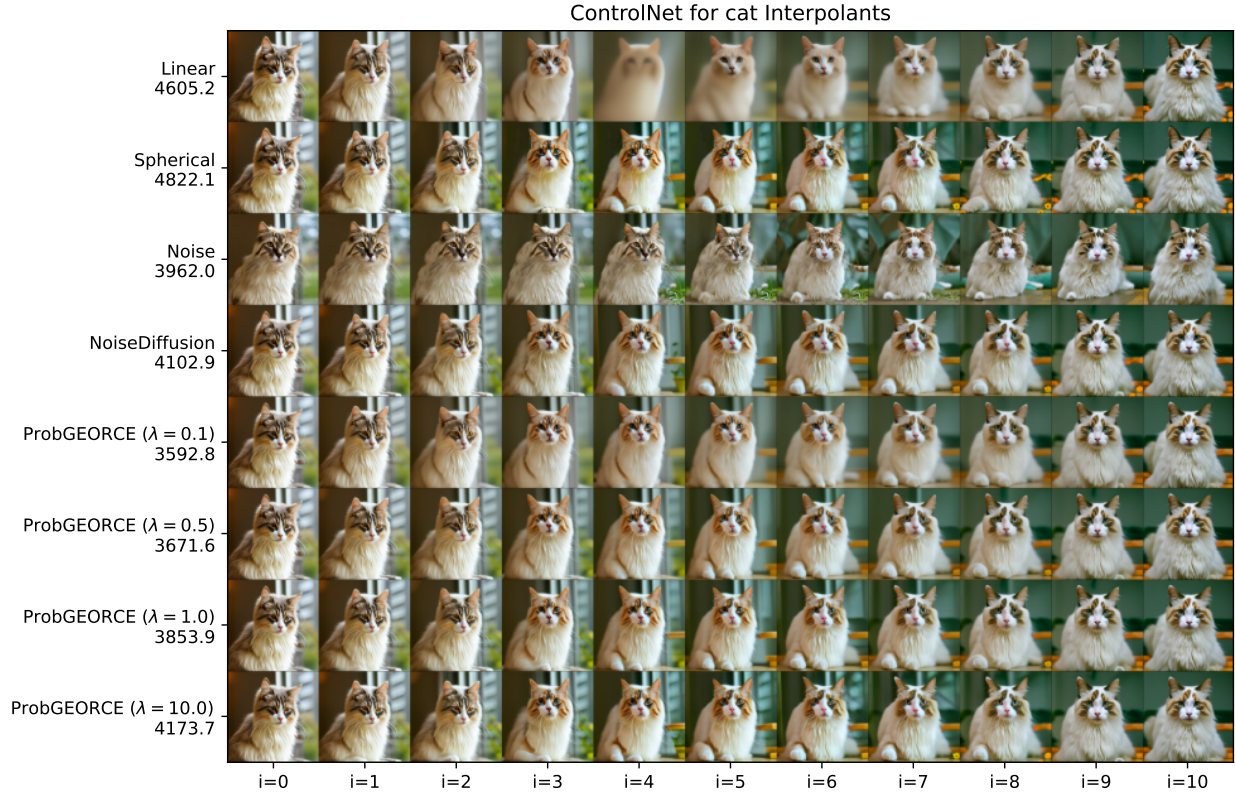 ControlNet for cat Interpolants
Linear
4605.2
Spherical
4822.1
Noise
3962.0
NoiseDiffusion
4102.9
ProbGEORCE (λ = 0.1)
3592.8
ProbGEORCE (λ = 0.5)
3671.6
ProbGEORCE (λ = 1.0)
3853.9
ProbGEORCE (λ = 10.0)
4173.7
i=0 i=1 i=2 i=3 i=4 i=5 i=6 i=7 i=8 i=9 i=10